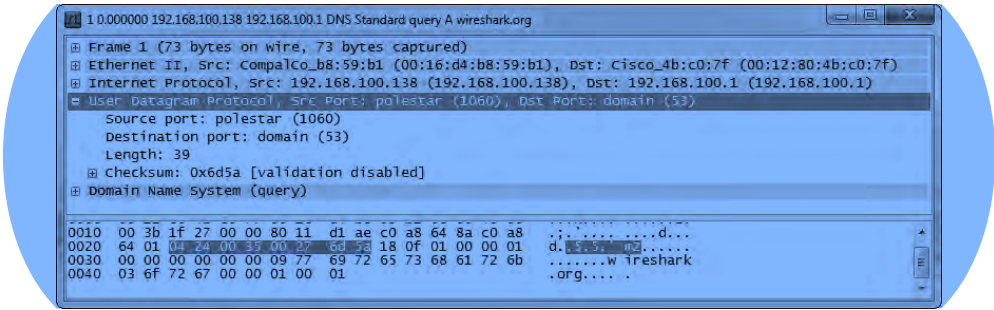 1 0.000000 192.168.100.138 192.168.100.1 DNS Standard query A wireshark.org
Frame 1 (73 bytes on wire, 73 bytes captured)
Ethernet II, Src: CompalCo_b8:59:b1 (00:16:d4:b8:59:b1), Dst: Cisco_4b:c0:7f (00:12:80:4b:c0:7f)
Internet Protocol, Src: 192.168.100.138 (192.168.100.138), Dst: 192.168.100.1 (192.168.100.1)
User Datagram Protocol, Src Port: polestar (1060), Dst Port: domain (53)
Source port: polestar (1060)
Destination port: domain (53)
Length: 39
Checksum: 0x6d5a [validation disabled]
Domain Name System (query)
0010 00 3b 1f 27 00 00 80 11 d1 ae c0 a8 64 8a c0 a8 .;.'.... ....d...
0020 64 01 04 24 00 35 00 27 6d 5a 18 0f 01 00 00 01 d..$.5.' mZ......
0030 00 00 00 00 00 00 09 77 69 72 65 73 68 61 72 6b .......w ireshark
0040 03 6f 72 67 00 00 01 00 01 .org.... .